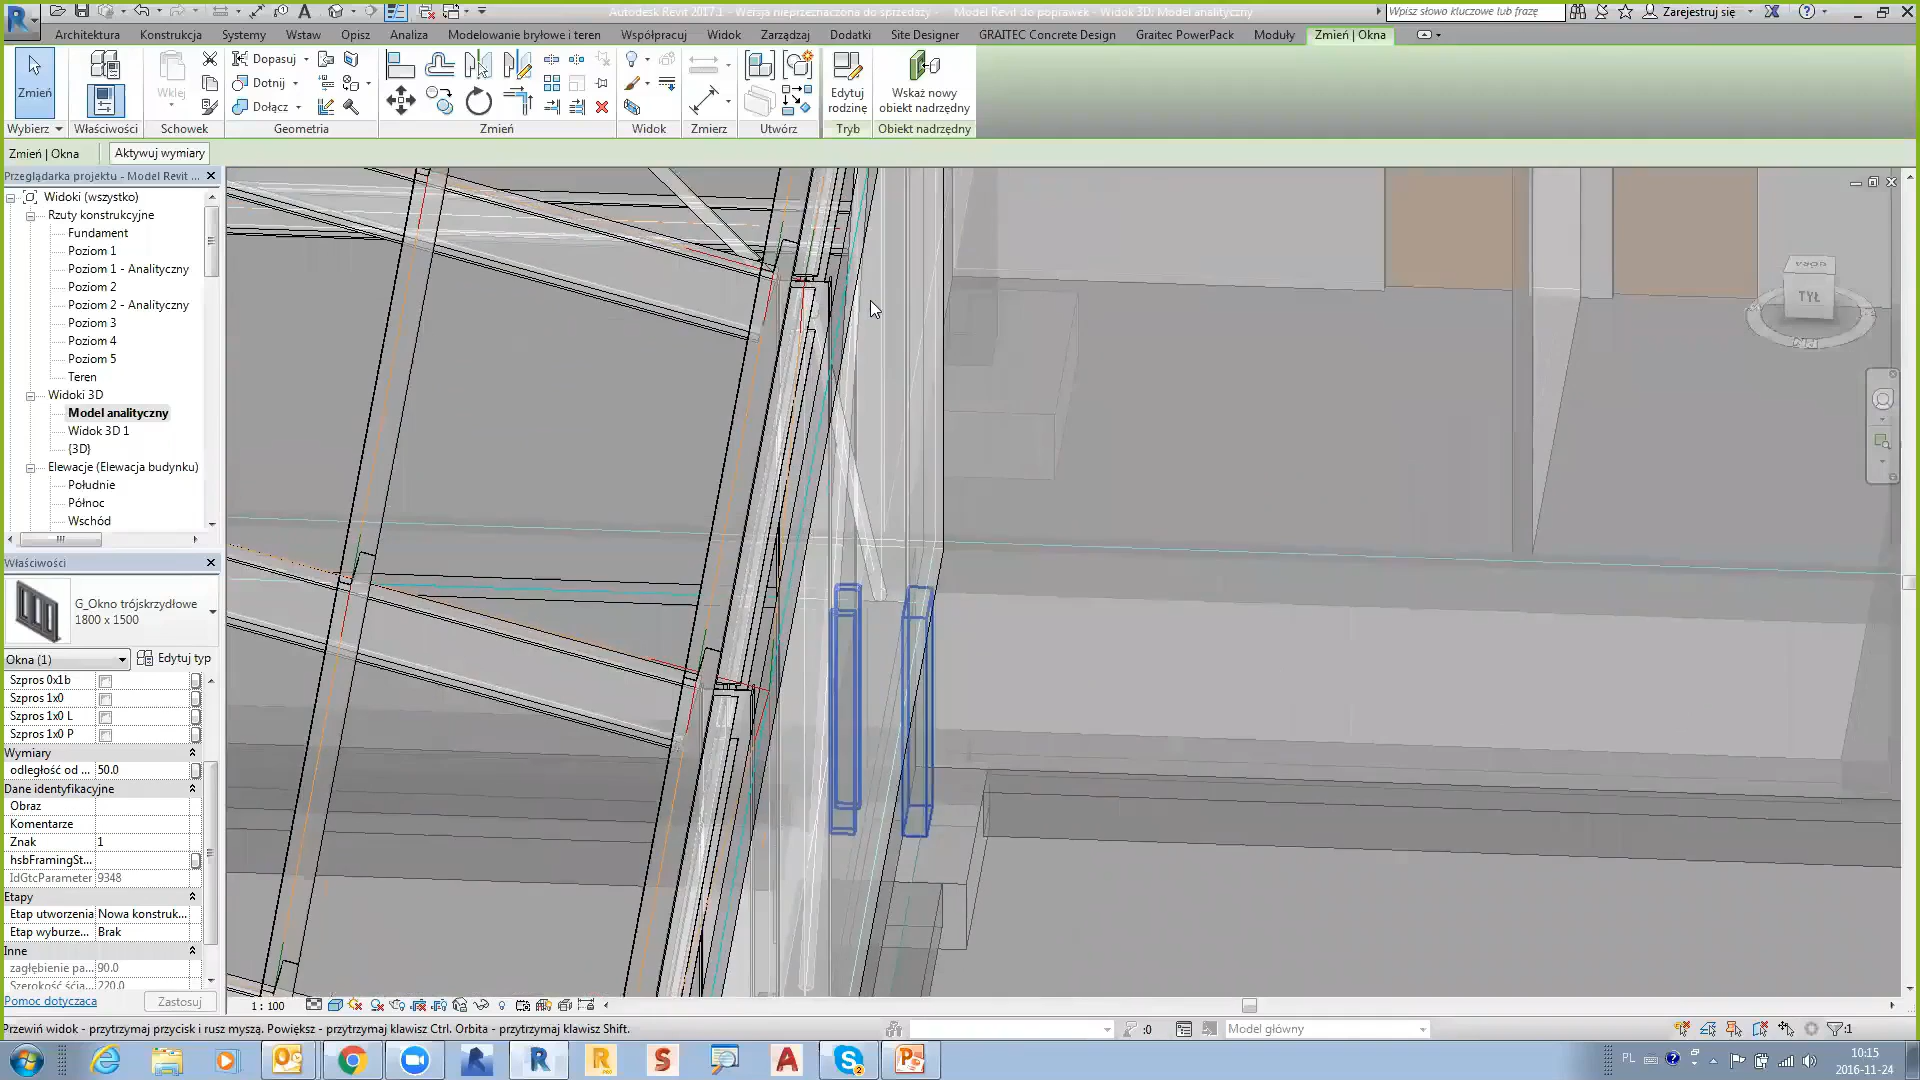 Autodesk Revit 2017.1 - Wersja nieprzeznaczona do sprzedaży - Model Revit do poprawek - Widok 3D: Model analityczny
Wpisz słowo kluczowe lub frazę
Zarejestruj się
Architektura Konstrukcja Systemy Wstaw Opisz Analiza Modelowanie bryłowe i teren Współpracuj Widok Zarządzaj Dodatki Site Designer GRAITEC Concrete Design Graitec PowerPack Moduły Zmień | Okna
Zmień
Wklej
Dopasuj
Dotnij
Dołącz
Edytuj rodzinę
Wskaż nowy obiekt nadrzędny
Wybierz Właściwości Schowek Geometria Zmień Widok Zmierz Utwórz Tryb Obiekt nadrzędny
Zmień | Okna Aktywuj wymiary
Przeglądarka projektu - Model Revit ...
Widoki (wszystko)
Rzuty konstrukcyjne
Fundament
Poziom 1
Poziom 1 - Analityczny
Poziom 2
Poziom 2 - Analityczny
Poziom 3
Poziom 4
Poziom 5
Teren
Widoki 3D
Model analityczny
Widok 3D 1
{3D}
Elewacje (Elewacja budynku)
Południe
Północ
Wschód
Właściwości
G_Okno trójskrzydłowe
1800 x 1500
Okna (1) Edytuj typ
Szpros 0x1b
Szpros 1x0
Szpros 1x0 L
Szpros 1x0 P
Wymiary
odległość od ... 50.0
Dane identyfikacyjne
Obraz
Komentarze
Znak 1
hsbFramingSt...
IdGtcParameter 9348
Etapy
Etap utworzenia Nowa konstruk...
Etap wyburze... Brak
Inne
zagłębienie pa... 90.0
Szerokość ścia... 220.0
Pomoc dotycząca Zastosuj
GÓRA
TYŁ
1 : 100
Przewiń widok - przytrzymaj przycisk i rusz myszą. Powiększ - przytrzymaj klawisz Ctrl. Orbita - przytrzymaj klawisz Shift.
:0
Model główny
:1
PL
10:15
2016-11-24